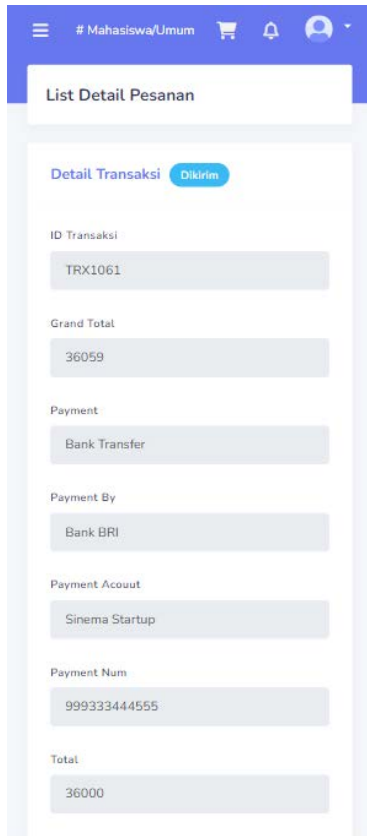 # Mahasiswa/Umum
List Detail Pesanan
Detail Transaksi Dikirim
ID Transaksi
TRX1061
Grand Total
36059
Payment
Bank Transfer
Payment By
Bank BRI
Payment Acouut
Sinema Startup
Payment Num
999333444555
Total
36000